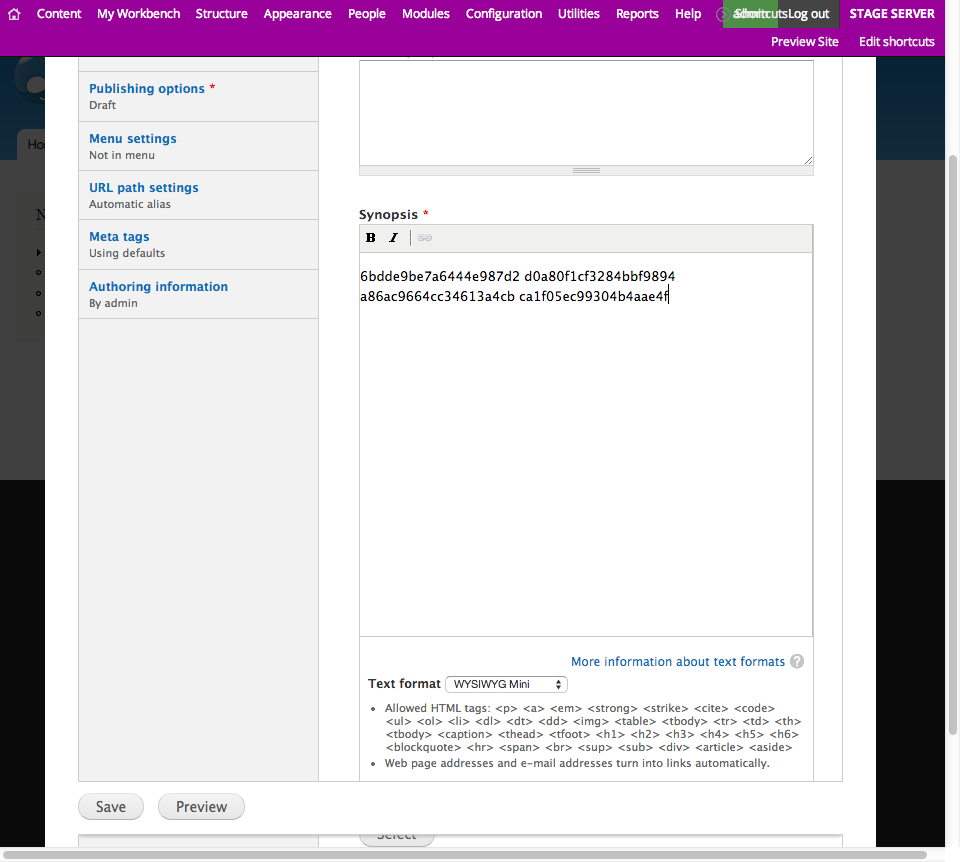 Content My Workbench Structure Appearance People Modules Configuration Utilities Reports Help Log out STAGE SERVER
Preview Site Edit shortcuts
Publishing options *
Draft
Menu settings
Not in menu
URL path settings
Automatic alias
Meta tags
Using defaults
Authoring information
By admin
Synopsis *
B I
6bdde9be7a6444e987d2 d0a80f1cf3284bbf9894
a86ac9664cc34613a4cb ca1f05ec99304b4aae4f
More information about text formats ?
Text format WYSIWYG Mini
• Allowed HTML tags: <p> <a> <em> <strong> <strike> <cite> <code>
<ul> <ol> <li> <dl> <dt> <dd> <img> <table> <tbody> <tr> <td> <th>
<tbody> <caption> <thead> <tfoot> <h1> <h2> <h3> <h4> <h5> <h6>
<blockquote> <hr> <span> <br> <sup> <sub> <div> <article> <aside>
• Web page addresses and e-mail addresses turn into links automatically.
Save Preview
Select